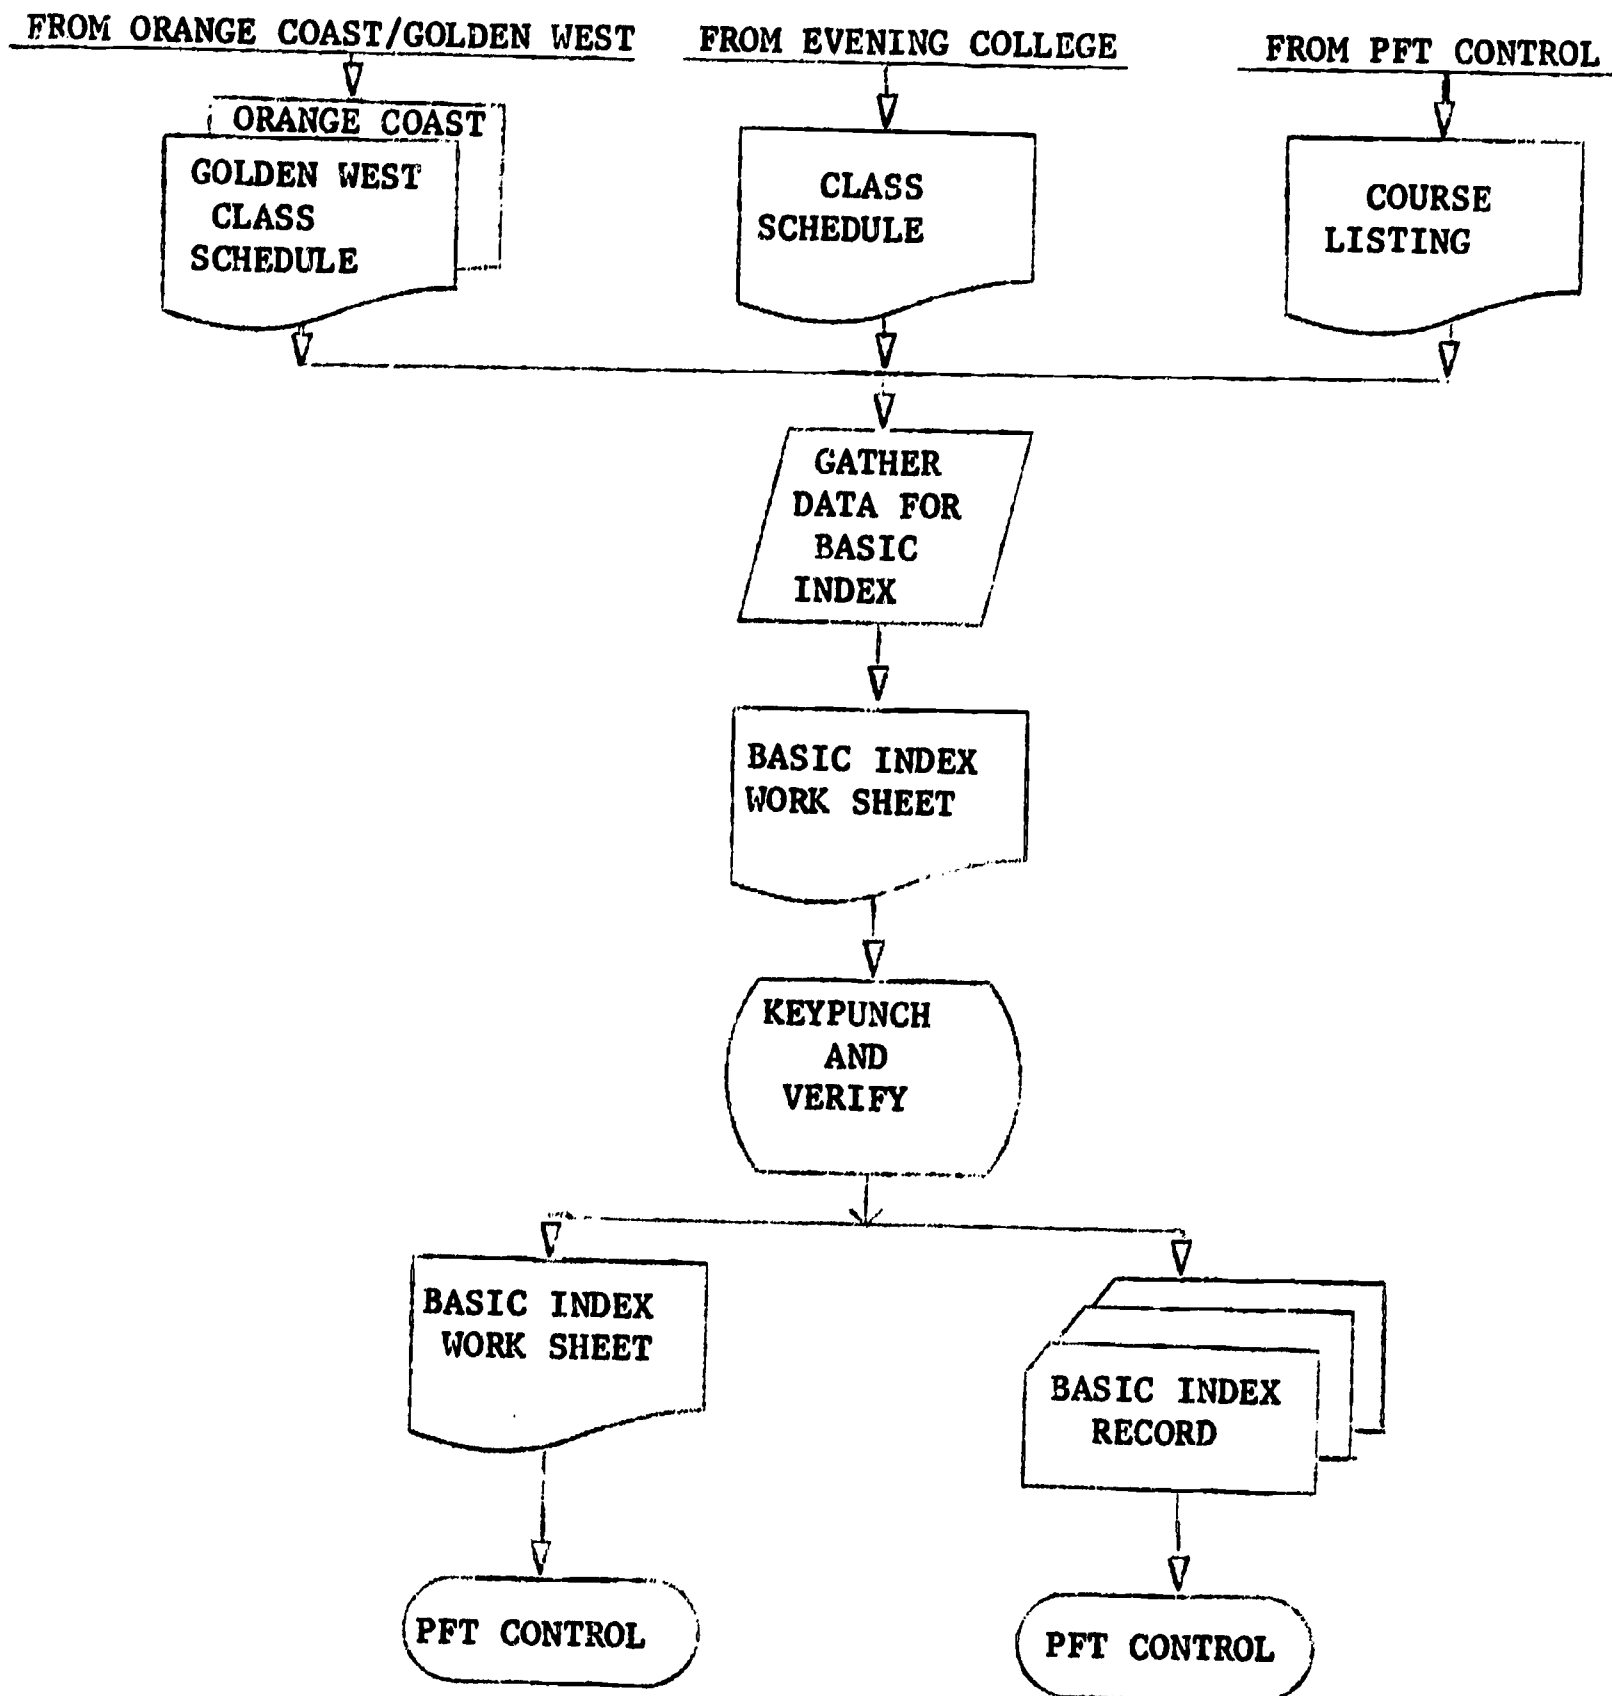 FROM ORANGE COAST/GOLDEN WEST
FROM EVENING COLLEGE
FROM PFT CONTROL
ORANGE COAST
GOLDEN WEST
CLASS
SCHEDULE
CLASS
SCHEDULE
COURSE
LISTING
GATHER
DATA FOR
BASIC
INDEX
BASIC INDEX
WORK SHEET
KEYPUNCH
AND
VERIFY
BASIC INDEX
WORK SHEET
BASIC INDEX
RECORD
PFT CONTROL
PFT CONTROL